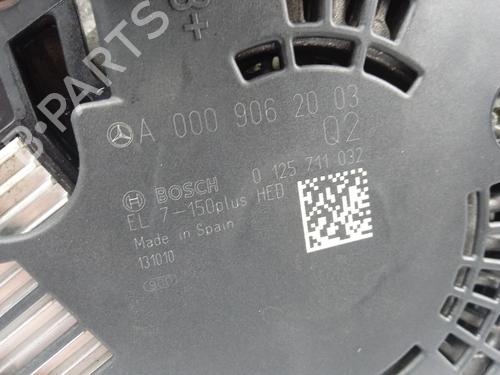 B+
A 000 906 20 03
Q2
BOSCH 0 125 711 032
EL 7-150plus HED
Made in Spain
131010
B-PARTS